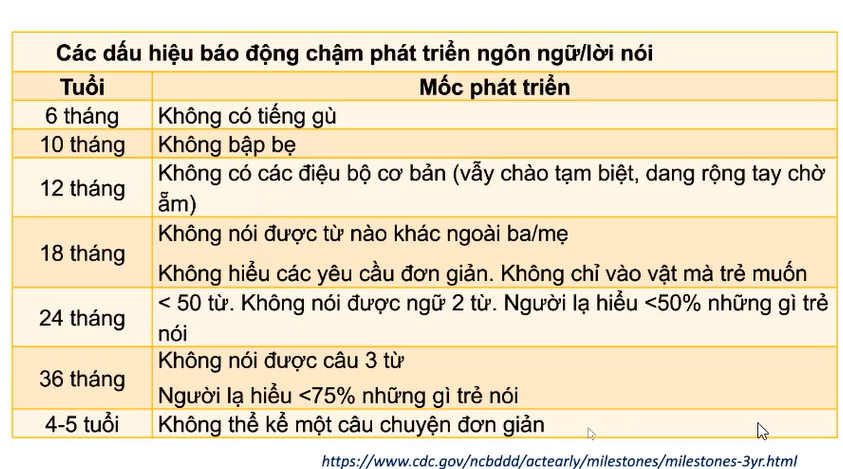 Các dấu hiệu báo động chậm phát triển ngôn ngữ/lời nói
Tuổi
Mốc phát triển
6 tháng
Không có tiếng gù
10 tháng
Không bập bẹ
12 tháng
Không có các điệu bộ cơ bản (vẫy chào tạm biệt, dang rộng tay chờ
ẵm)
18 tháng
Không nói được từ nào khác ngoài ba/mẹ
Không hiểu các yêu cầu đơn giản. Không chỉ vào vật mà trẻ muốn
24 tháng
< 50 từ. Không nói được ngữ 2 từ. Người lạ hiểu <50% những gì trẻ
nói
36 tháng
Không nói được câu 3 từ
Người lạ hiểu <75% những gì trẻ nói
4-5 tuổi
Không thể kể một câu chuyện đơn giản
https://www.cdc.gov/ncbddd/actearly/milestones/milestones-3yr.html